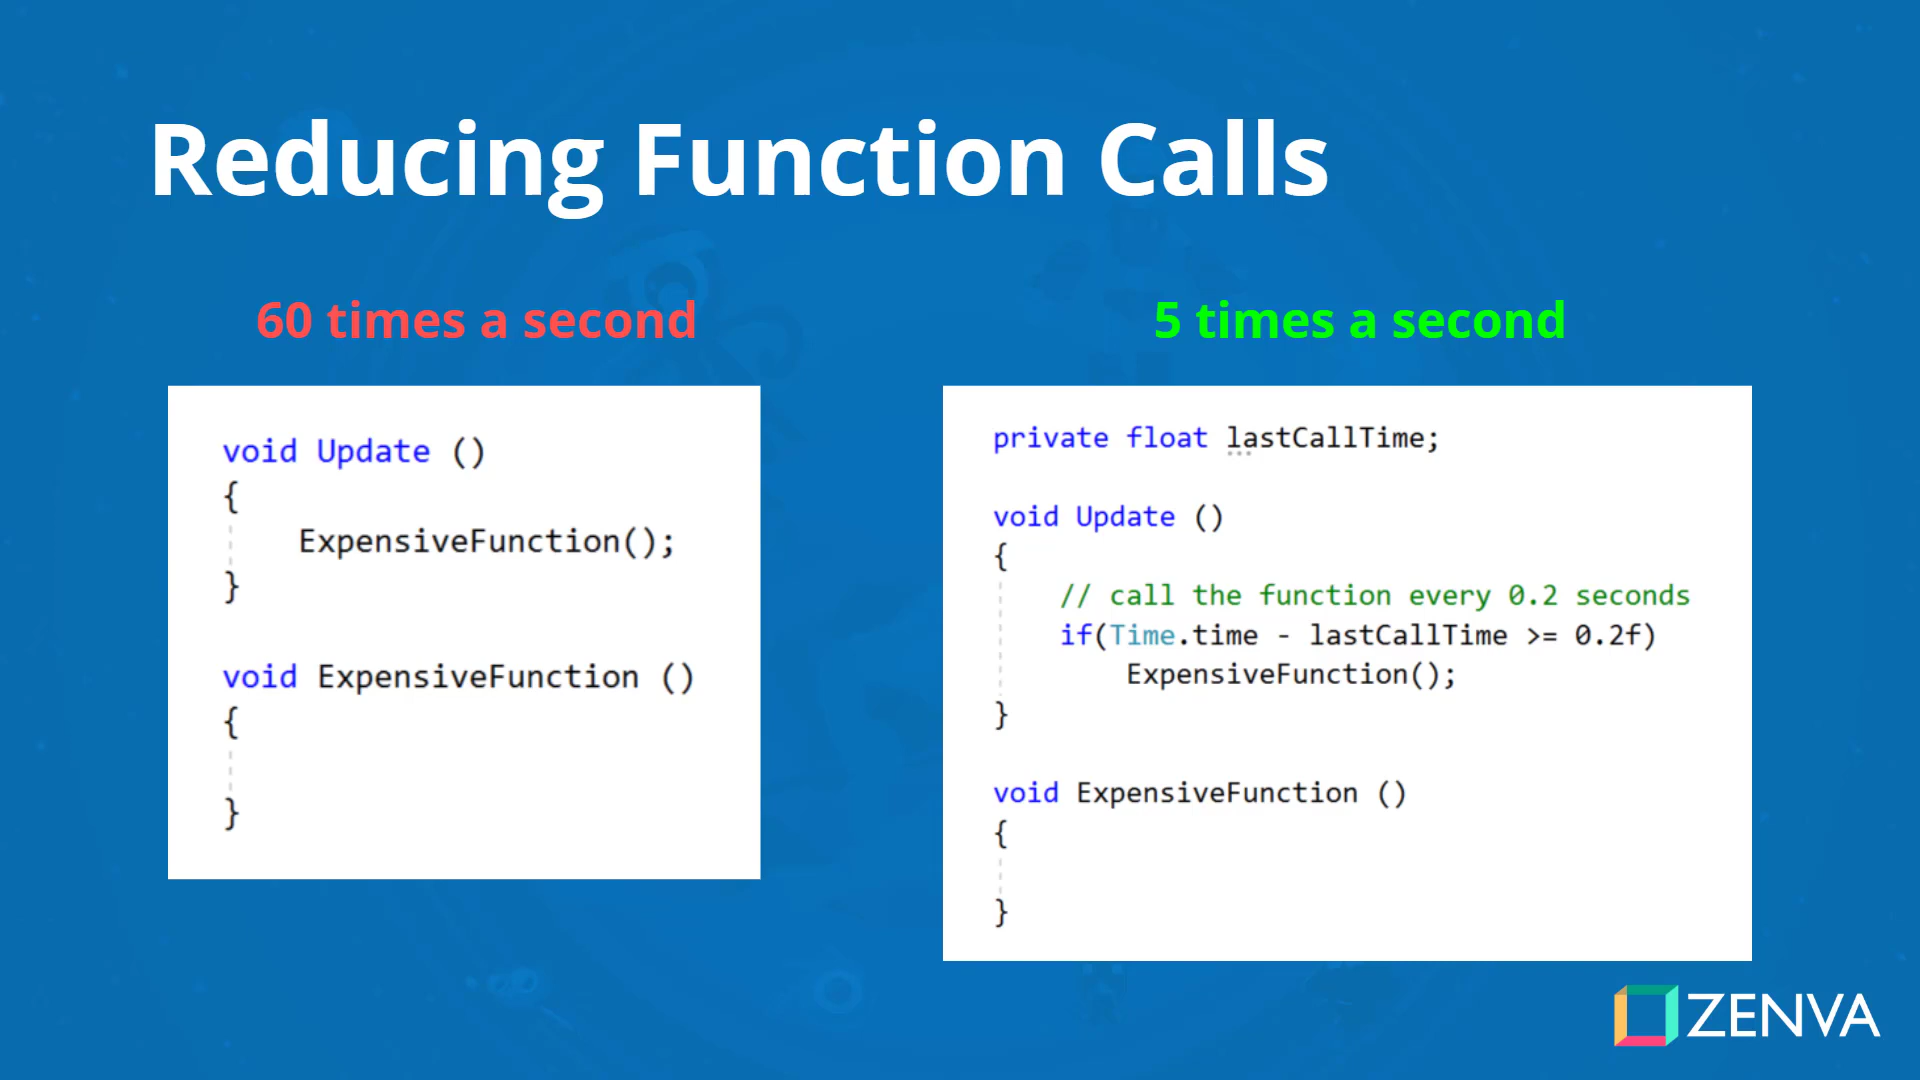 Reducing Function Calls
60 times a second
void Update ()
{
    ExpensiveFunction();
}
void ExpensiveFunction ()
{
}
5 times a second
private float lastCallTime;
void Update ()
{
    // call the function every 0.2 seconds
    if(Time.time - lastCallTime >= 0.2f)
        ExpensiveFunction();
}
void ExpensiveFunction ()
{
}
ZENVA